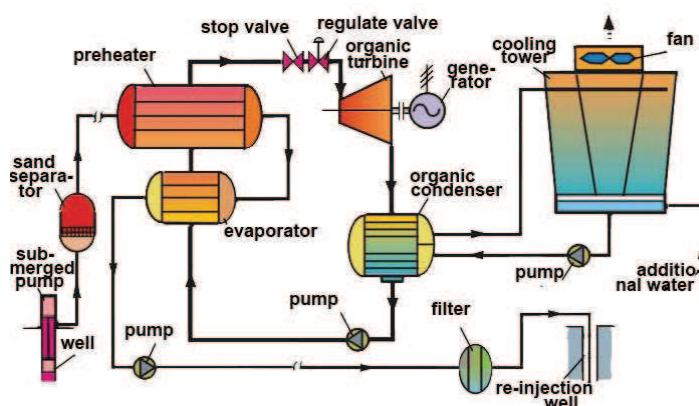 stop valve
regulate valve
preheater
organic
turbine
gene-
rator
cooling
tower
fan
sand
separa-
tor
organic
condenser
evaporator
sub-
merged
pump
well
pump
pump
pump
filter
additio
nal water
re-injection
well